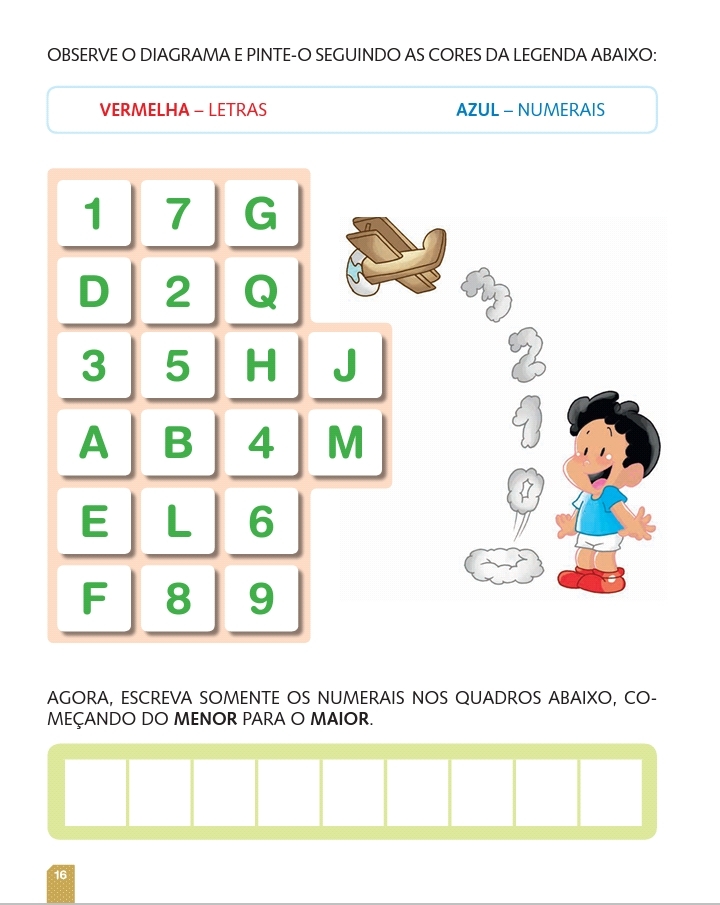 OBSERVE O DIAGRAMA E PINTE-O SEGUINDO AS CORES DA LEGENDA ABAIXO:
VERMELHA – LETRAS AZUL – NUMERAIS
1 7 G
D 2 Q
3 5 H J
A B 4 M
E L 6
F 8 9
3
2
1
0
AGORA, ESCREVA SOMENTE OS NUMERAIS NOS QUADROS ABAIXO, CO-
MEÇANDO DO MENOR PARA O MAIOR.
16